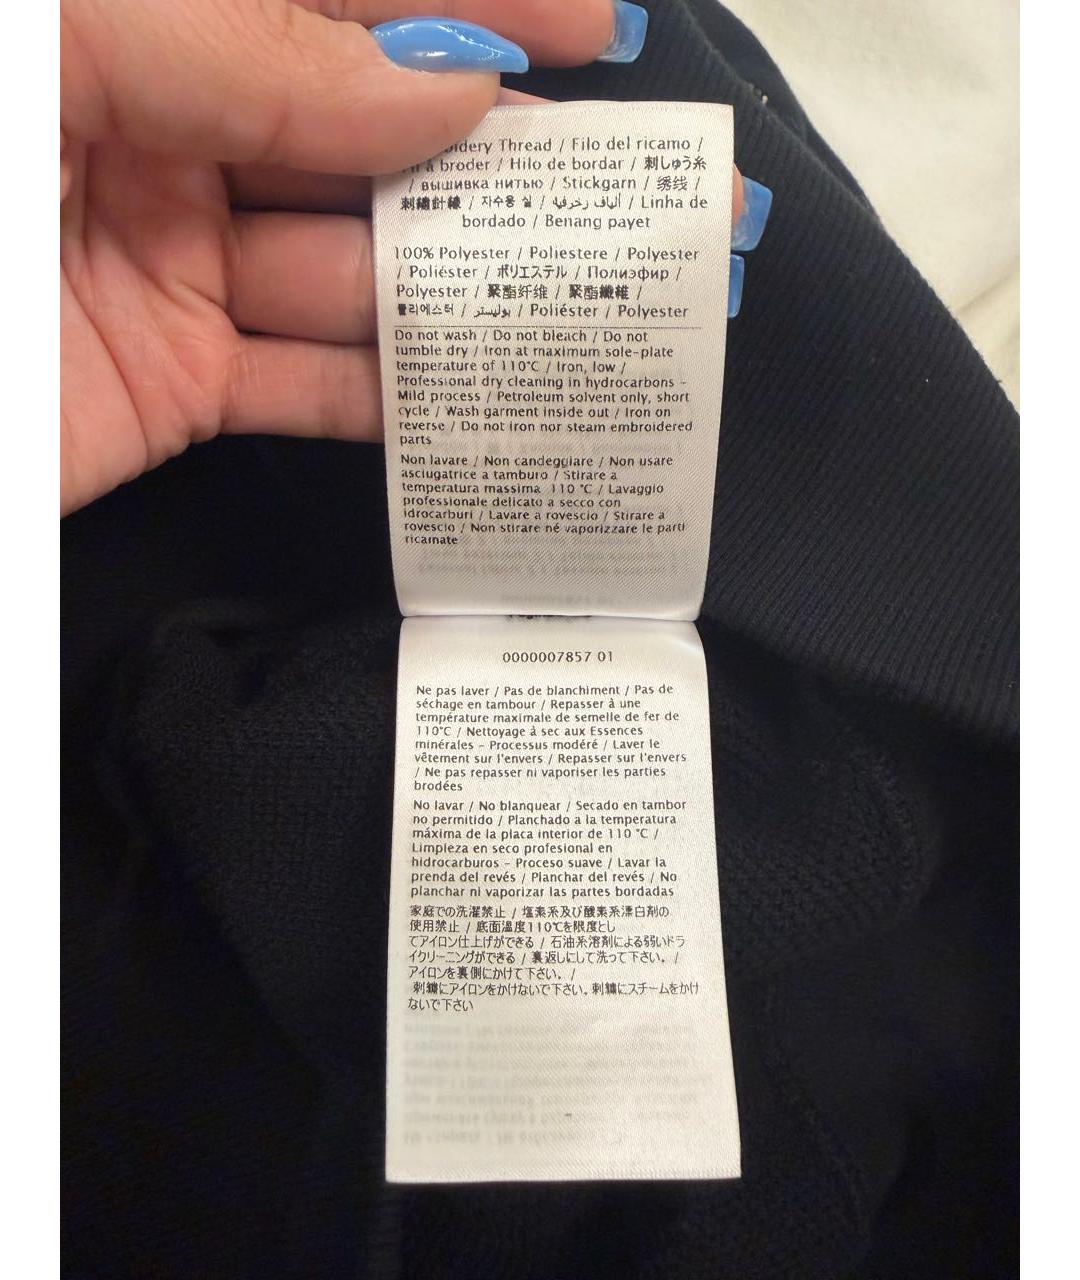 oidery Thread / Filo del ricamo /
à broder / Hilo de bordar / 刺しゅう糸
/ вышивка нитью / Stickgarn / 绣线 /
刺繡針線 / 자수용 실 / ألياف زخرفية / Linha de
bordado / Benang payet
100% Polyester / Poliestere / Polyester
/ Poliéster / ポリエステル / Полиэфир /
Polyester / 聚酯纤维 / 聚酯纖維 /
폴리에스터 / بوليستر / Poliéster / Polyester
Do not wash / Do not bleach / Do not
tumble dry / Iron at maximum sole-plate
temperature of 110°C / Iron, low /
Professional dry cleaning in hydrocarbons -
Mild process / Petroleum solvent only, short
cycle / Wash garment inside out / Iron on
reverse / Do not iron nor steam embroidered
parts
Non lavare / Non candeggiare / Non usare
asciugatrice a tamburo / Stirare a
temperatura massima 110 °C / Lavaggio
professionale delicato a secco con
idrocarburi / Lavare a rovescio / Stirare a
rovescio / Non stirare né vaporizzare le parti
ricamate
0000007857 01
Ne pas laver / Pas de blanchiment / Pas de
séchage en tambour / Repasser à une
température maximale de semelle de fer de
110°C / Nettoyage à sec aux Essences
minérales - Processus modéré / Laver le
vêtement sur l'envers / Repasser sur l'envers
/ Ne pas repasser ni vaporiser les parties
brodées
No lavar / No blanquear / Secado en tambor
no permitido / Planchado a la temperatura
máxima de la placa interior de 110 °C /
Limpieza en seco profesional en
hidrocarburos - Proceso suave / Lavar la
prenda del revés / Planchar del revés / No
planchar ni vaporizar las partes bordadas
家庭での洗濯禁止 / 塩素系及び酸素系漂白剤の
使用禁止 / 底面温度110℃を限度とし
てアイロン仕上げができる / 石油系溶剤による弱いドラ
イクリーニングができる / 裏返しにして洗って下さい。 /
アイロンを裏側にかけて下さい。 /
刺繍にアイロンをかけないで下さい。刺繍にスチームをかけ
ないで下さい